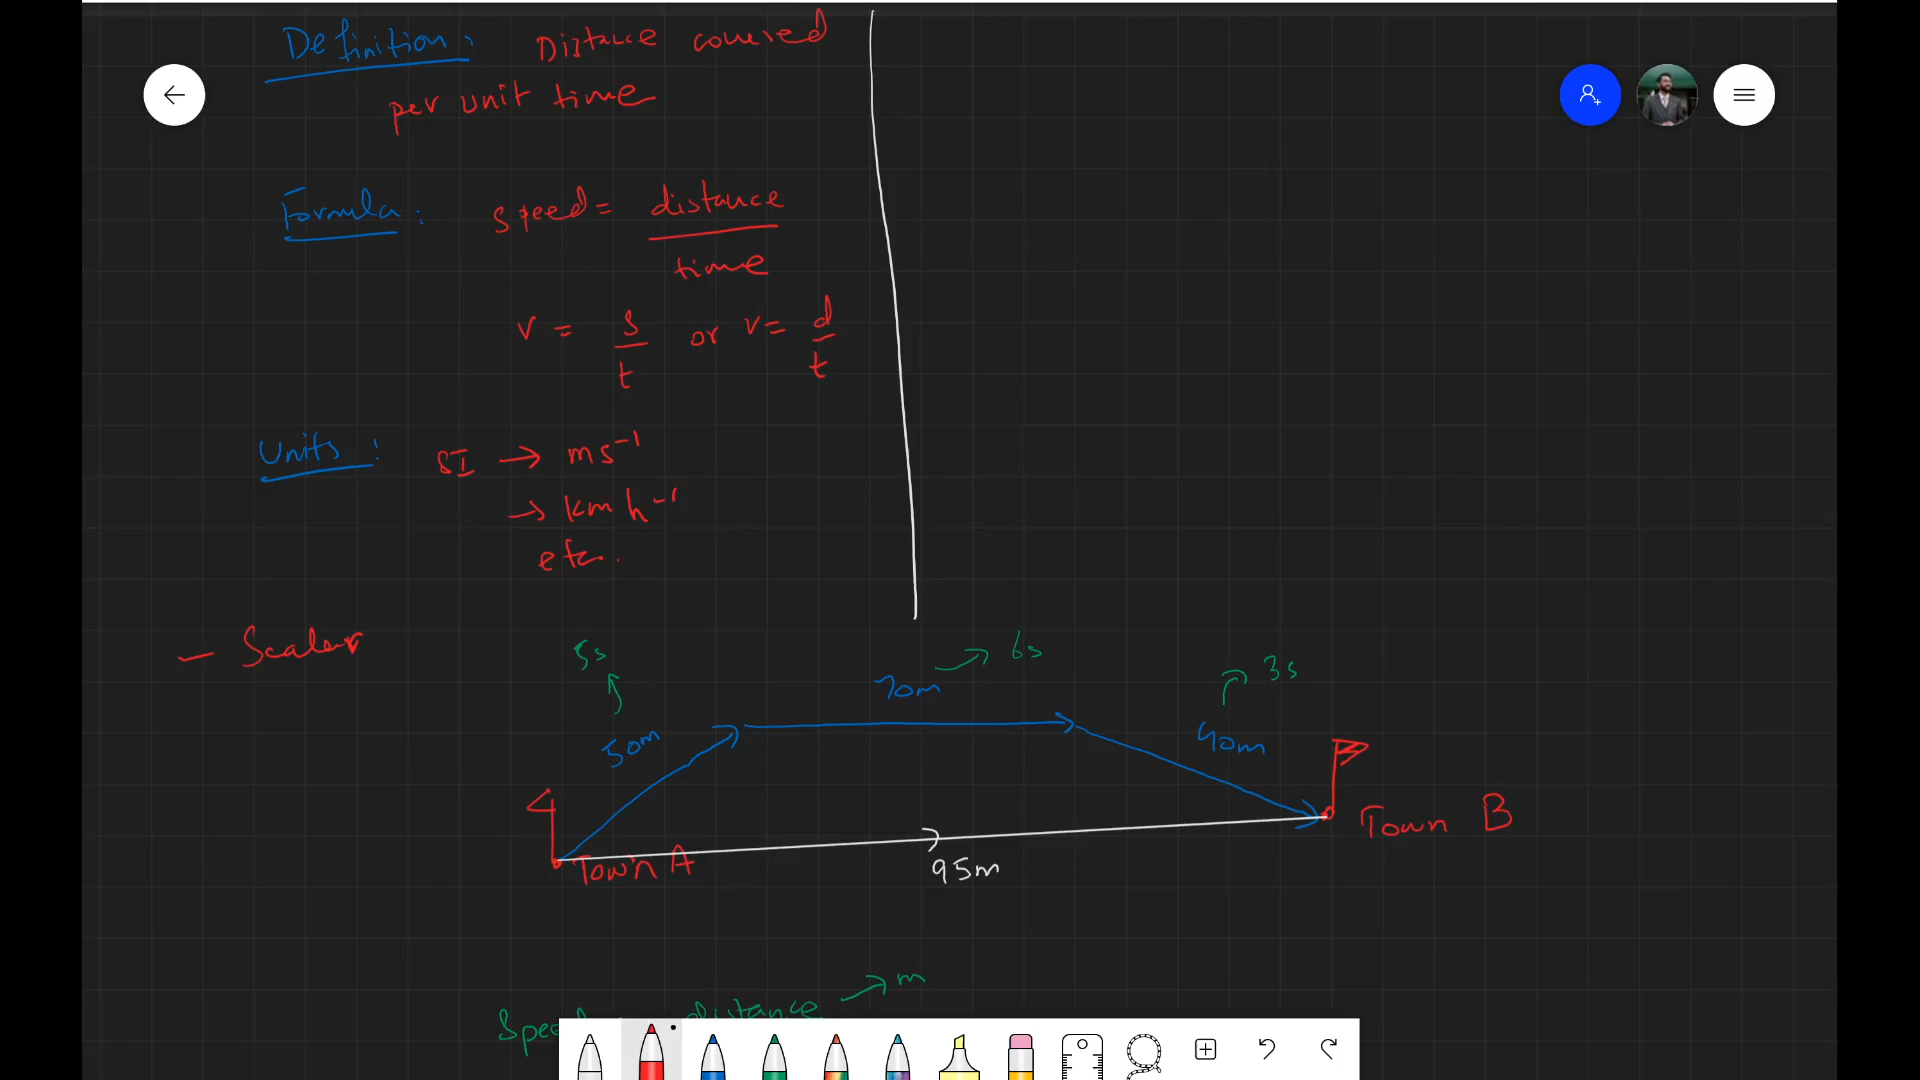 Definition: Distance covered
per unit time
Formula: speed = distance
time
v = s/t or v = d/t
Units: SI → ms⁻¹
→ km h⁻¹
etc.
- Scalar
5s
6s
3s
70m
50m
40m
Town B
Town A
95m
→ m
distance